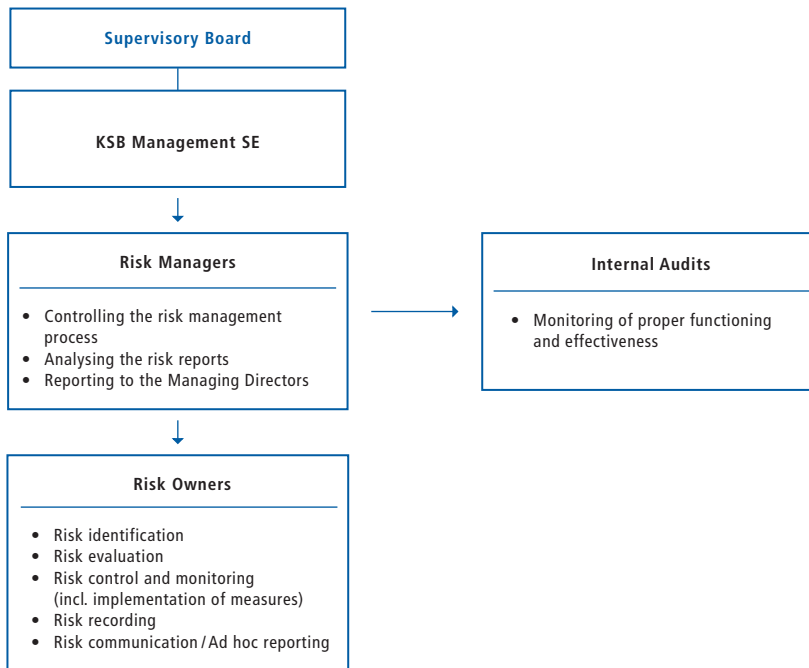 Supervisory Board
KSB Management SE
Risk Managers
• Controlling the risk management
process
• Analysing the risk reports
• Reporting to the Managing Directors
Internal Audits
• Monitoring of proper functioning
and effectiveness
Risk Owners
• Risk identification
• Risk evaluation
• Risk control and monitoring
(incl. implementation of measures)
• Risk recording
• Risk communication / Ad hoc reporting